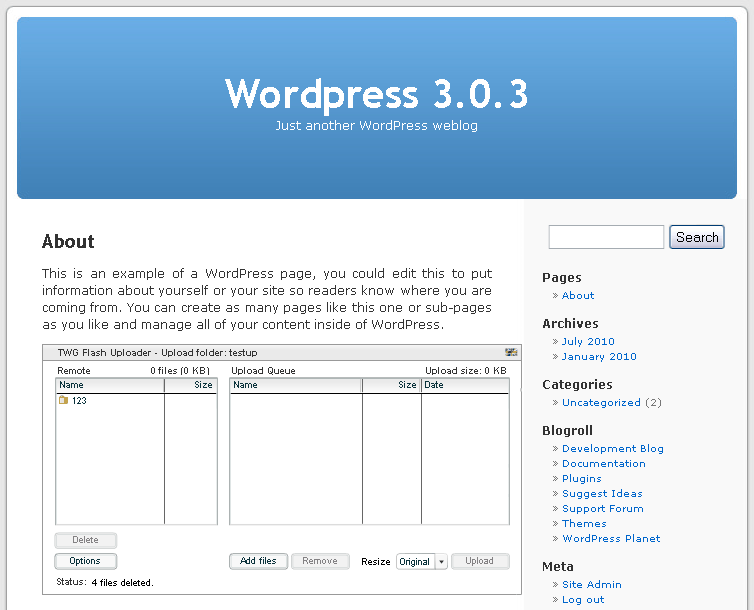 Wordpress 3.0.3
Just another WordPress weblog
About
This is an example of a WordPress page, you could edit this to put
information about yourself or your site so readers know where you are
coming from. You can create as many pages like this one or sub-pages
as you like and manage all of your content inside of WordPress.
TWG Flash Uploader - Upload folder: testup
Remote 0 files (0 KB)
Name Size
123
Upload Queue Upload size: 0 KB
Name Size Date
Delete
Options
Add files Remove Resize Original Upload
Status: 4 files deleted.
Search
Pages
» About
Archives
» July 2010
» January 2010
Categories
» Uncategorized (2)
Blogroll
» Development Blog
» Documentation
» Plugins
» Suggest Ideas
» Support Forum
» Themes
» WordPress Planet
Meta
» Site Admin
» Log out